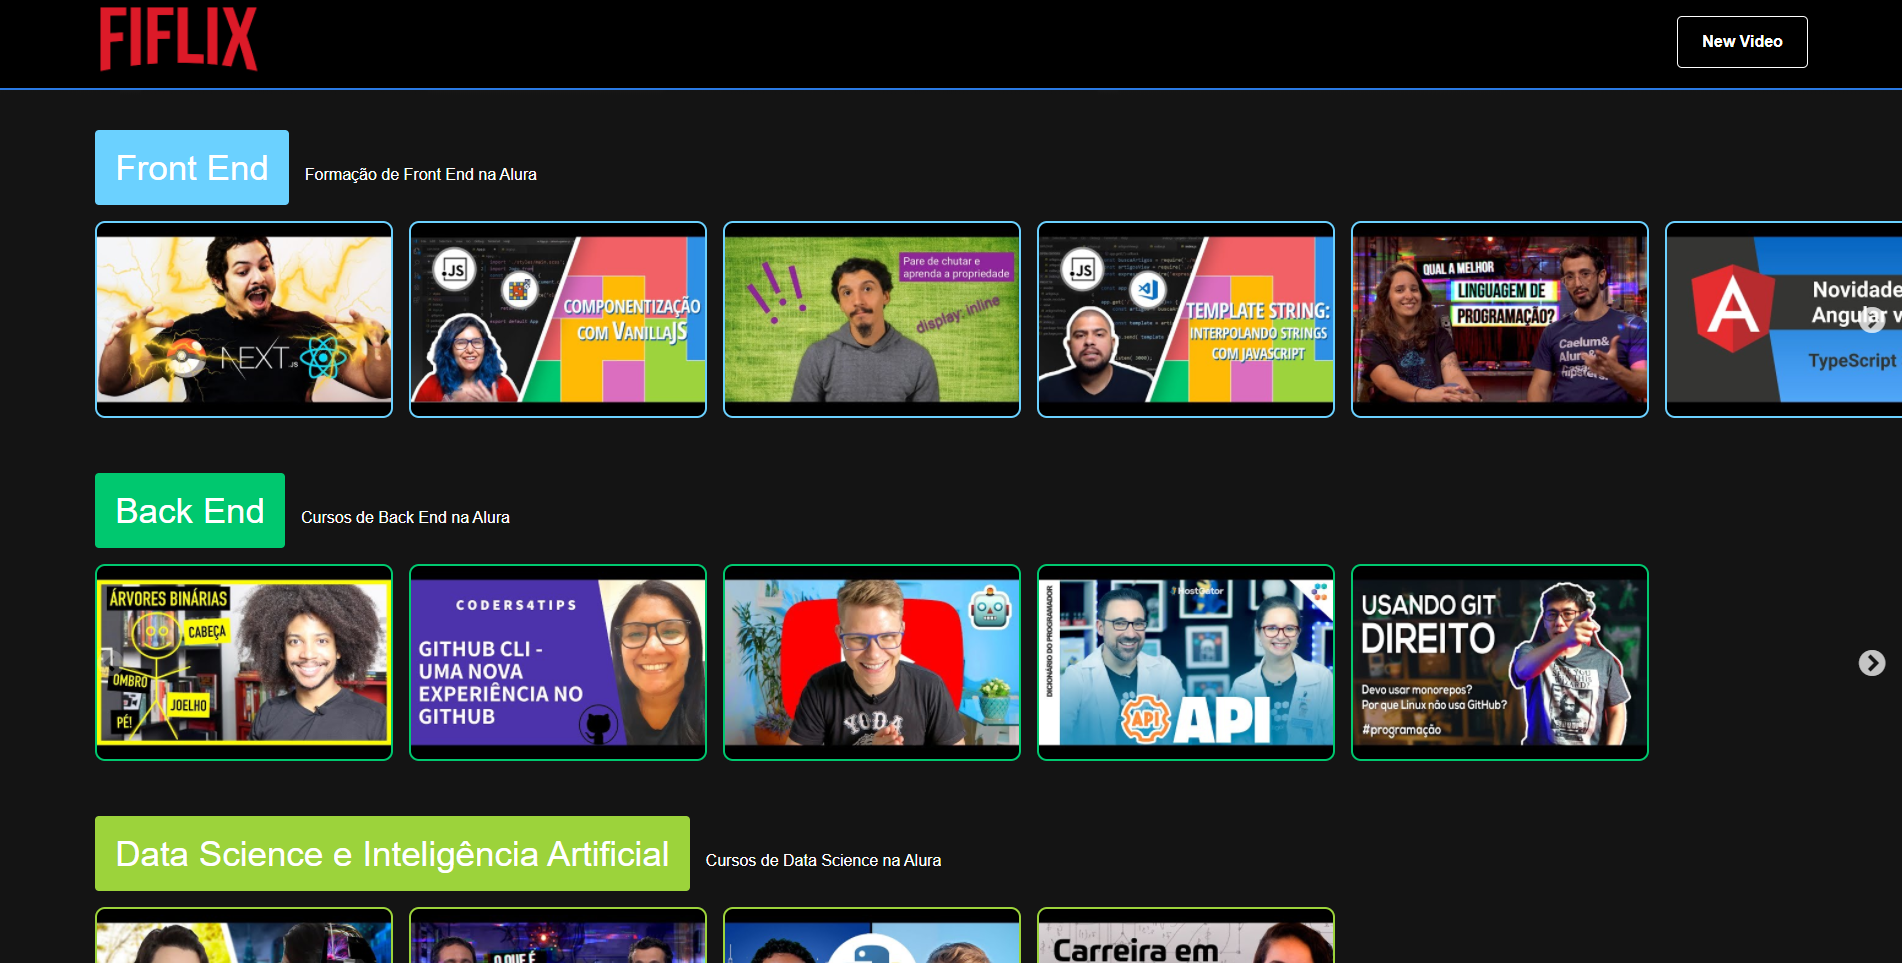 FIFLIX
New Video
Front End
Formação de Front End na Alura
NEXT.JS
JS
COMPONENTIZAÇÃO
COM VANILLAJS
Pare de chutar e
aprenda a propriedade
display: inline
JS
TEMPLATE STRING:
INTERPOLANDO STRINGS
COM JAVASCRIPT
QUAL A MELHOR
LINGUAGEM DE
PROGRAMAÇÃO?
Caelum&
Alura&
Casa
hipsters.
A
Novidade
Angular v
TypeScript
Back End
Cursos de Back End na Alura
ÁRVORES BINÁRIAS
CABEÇA
OMBRO
JOELHO
PÉ!
CODERS4TIPS
GITHUB CLI -
UMA NOVA
EXPERIÊNCIA NO
GITHUB
YODA
DICIONÁRIO DO PROGRAMADOR
HostGator
API
API
USANDO GIT
DIREITO
Devo usar monorepos?
Por que Linux não usa GitHub?
#programação
Data Science e Inteligência Artificial
Cursos de Data Science na Alura
O QUE É
Carreira em